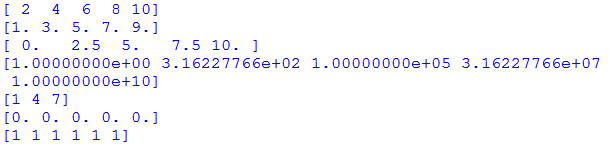 [ 2  4  6  8 10]
[1. 3. 5. 7. 9.]
[ 0.   2.5  5.   7.5 10. ]
[1.00000000e+00 3.16227766e+02 1.00000000e+05 3.16227766e+07
 1.00000000e+10]
[1 4 7]
[0. 0. 0. 0. 0.]
[1 1 1 1 1 1]